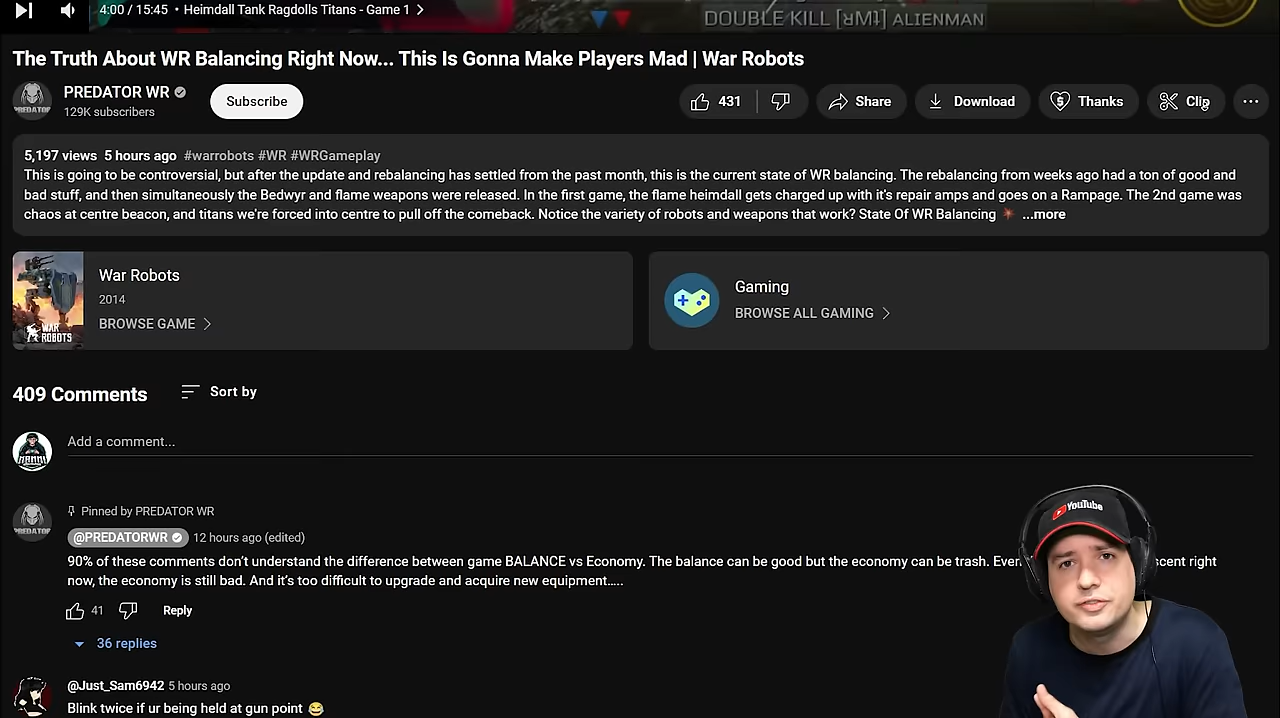 4:00 / 15:45 • Heimdall Tank Ragdolls Titans - Game 1
DOUBLE KILL [ЯМ1] ALIENMAN
The Truth About WR Balancing Right Now... This Is Gonna Make Players Mad | War Robots
PREDATOR WR
129K subscribers
Subscribe
431
Share
Download
Thanks
Clip
PREDATOR
5,197 views 5 hours ago #warrobots #WR #WRGameplay
This is going to be controversial, but after the update and rebalancing has settled from the past month, this is the current state of WR balancing. The rebalancing from weeks ago had a ton of good and
bad stuff, and then simultaneously the Bedwyr and flame weapons were released. In the first game, the flame heimdall gets charged up with it's repair amps and goes on a Rampage. The 2nd game was
chaos at centre beacon, and titans we're forced into centre to pull off the comeback. Notice the variety of robots and weapons that work? State Of WR Balancing ...more
War Robots
2014
BROWSE GAME
WAR
ROBOTS
Gaming
BROWSE ALL GAMING
409 Comments
Sort by
Add a comment...
MANNI
Pinned by PREDATOR WR
PREDATOR
@PREDATORWR 12 hours ago (edited)
90% of these comments don't understand the difference between game BALANCE vs Economy. The balance can be good but the economy can be trash. Even
scent right
now, the economy is still bad. And it's too difficult to upgrade and acquire new equipment.....
41
Reply
36 replies
YouTube
@Just_Sam6942 5 hours ago
Blink twice if ur being held at gun point 😂